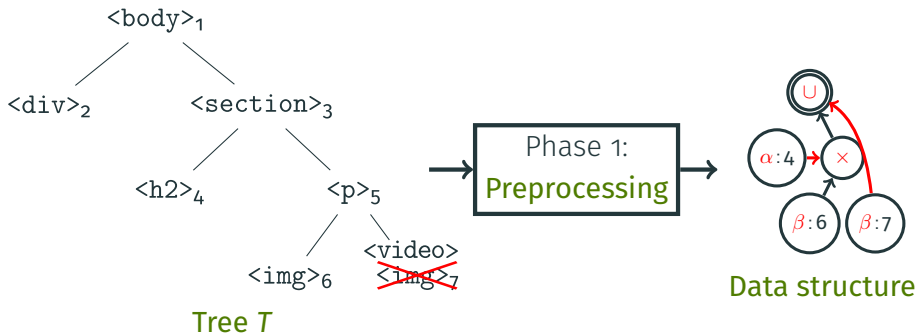 <body>₁
<div>₂
<section>₃
<h2>₄
<p>₅
<img>₆
<video>
<img>₇
Tree T
Phase 1:
Preprocessing
∪
α:4
×
β:6
β:7
Data structure